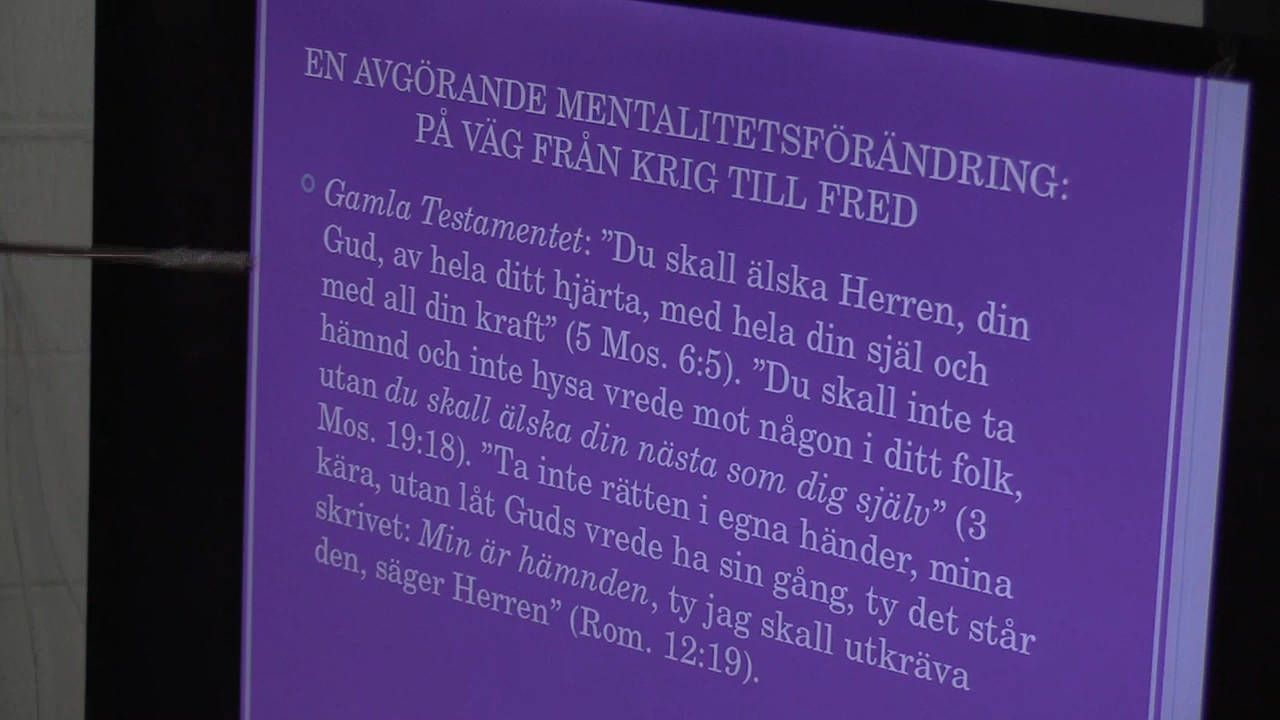 EN AVGÖRANDE MENTALITETSFÖRÄNDRING:
PÅ VÄG FRÅN KRIG TILL FRED
Gamla Testamentet: ”Du skall älska Herren, din
Gud, av hela ditt hjärta, med hela din själ och
med all din kraft” (5 Mos. 6:5). ”Du skall inte ta
hämnd och inte hysa vrede mot någon i ditt folk,
utan du skall älska din nästa som dig själv” (3
Mos. 19:18). ”Ta inte rätten i egna händer, mina
kära, utan låt Guds vrede ha sin gång, ty det står
skrivet: Min är hämnden, ty jag skall utkräva
den, säger Herren” (Rom. 12:19).